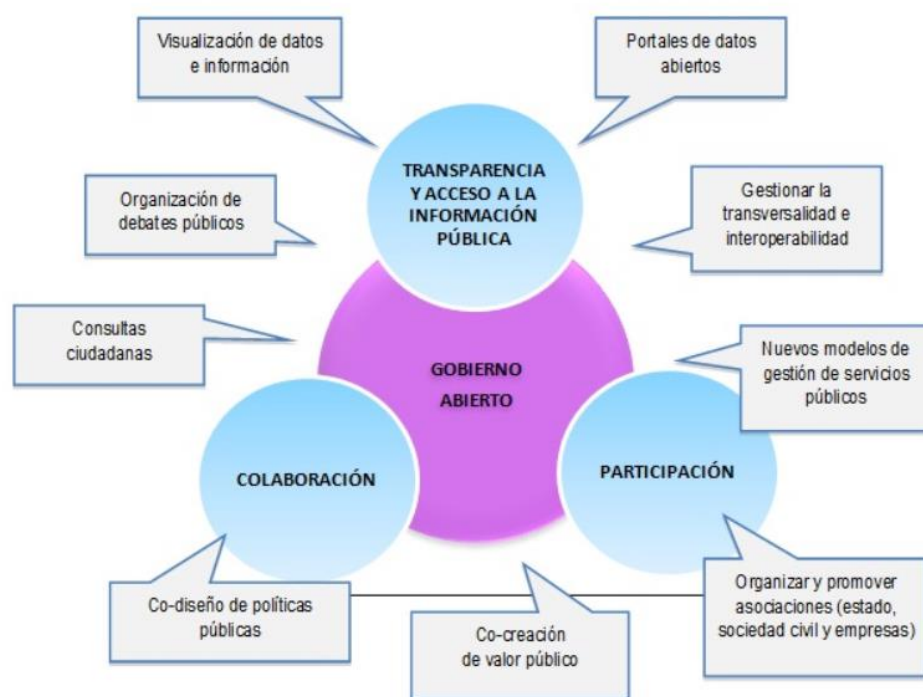 Visualización de datos
e información
Portales de datos
abiertos
TRANSPARENCIA
Y ACCESO A LA
INFORMACIÓN
PÚBLICA
Organización de
debates públicos
Gestionar la
transversalidad e
interoperabilidad
Consultas
ciudadanas
GOBIERNO
ABIERTO
Nuevos modelos de
gestión de servicios
públicos
COLABORACIÓN
PARTICIPACIÓN
Co-diseño de políticas
públicas
Co-creación
de valor público
Organizar y promover
asociaciones (estado,
sociedad civil y empresas)